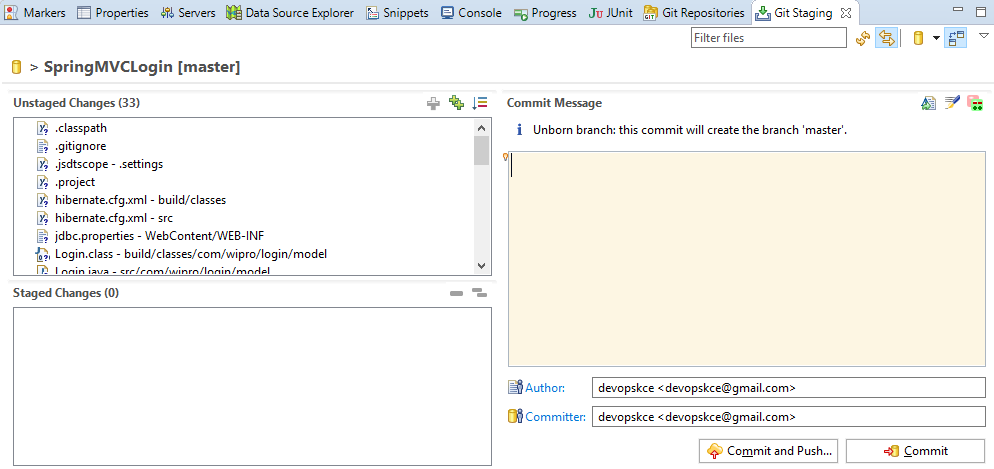 Markers Properties Servers Data Source Explorer Snippets Console Progress JUnit Git Repositories Git Staging
Filter files
> SpringMVCLogin [master]
Unstaged Changes (33)
.classpath
.gitignore
.jsdtscope - .settings
.project
hibernate.cfg.xml - build/classes
hibernate.cfg.xml - src
jdbc.properties - WebContent/WEB-INF
Login.class - build/classes/com/wipro/login/model
Login.java - src/com/wipro/login/model
Staged Changes (0)
Commit Message
Unborn branch: this commit will create the branch 'master'.
Author: devopskce <devopskce@gmail.com>
Committer: devopskce <devopskce@gmail.com>
Commit and Push... Commit